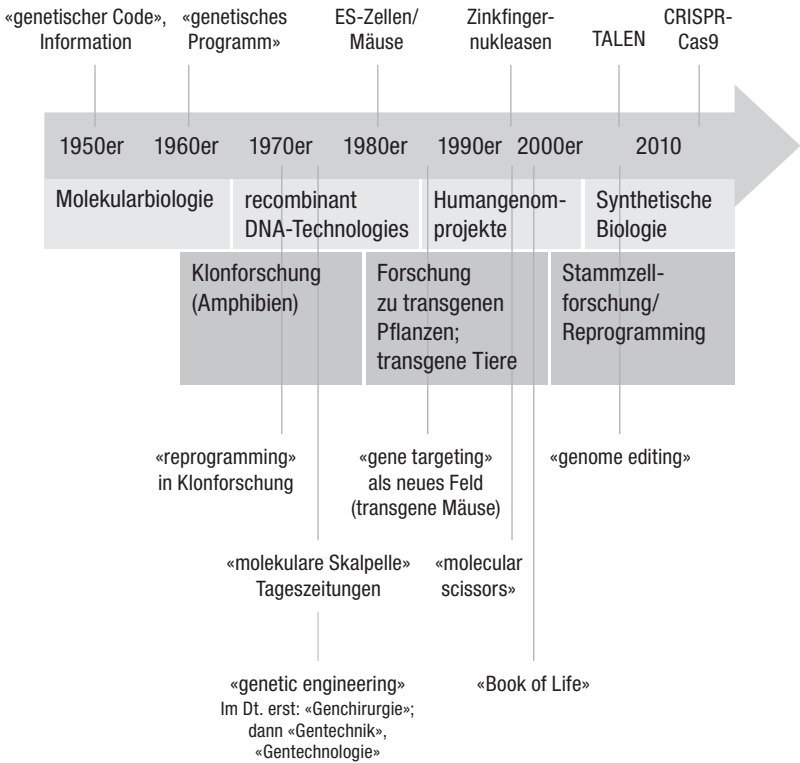 «genetischer Code»,
Information
«genetisches
Programm»
ES-Zellen/
Mäuse
Zinkfinger-
nukleasen
TALEN
CRISPR-
Cas9
1950er 1960er 1970er 1980er 1990er 2000er 2010
Molekularbiologie
recombinant
DNA-Technologies
Humangenom-
projekte
Synthetische
Biologie
Klonforschung
(Amphibien)
Forschung
zu transgenen
Pflanzen;
transgene Tiere
Stammzell-
forschung/
Reprogramming
«reprogramming»
in Klonforschung
«gene targeting»
als neues Feld
(transgene Mäuse)
«genome editing»
«molekulare Skalpelle»
Tageszeitungen
«molecular
scissors»
«genetic engineering»
Im Dt. erst: «Genchirurgie»;
dann «Gentechnik»,
«Gentechnologie»
«Book of Life»